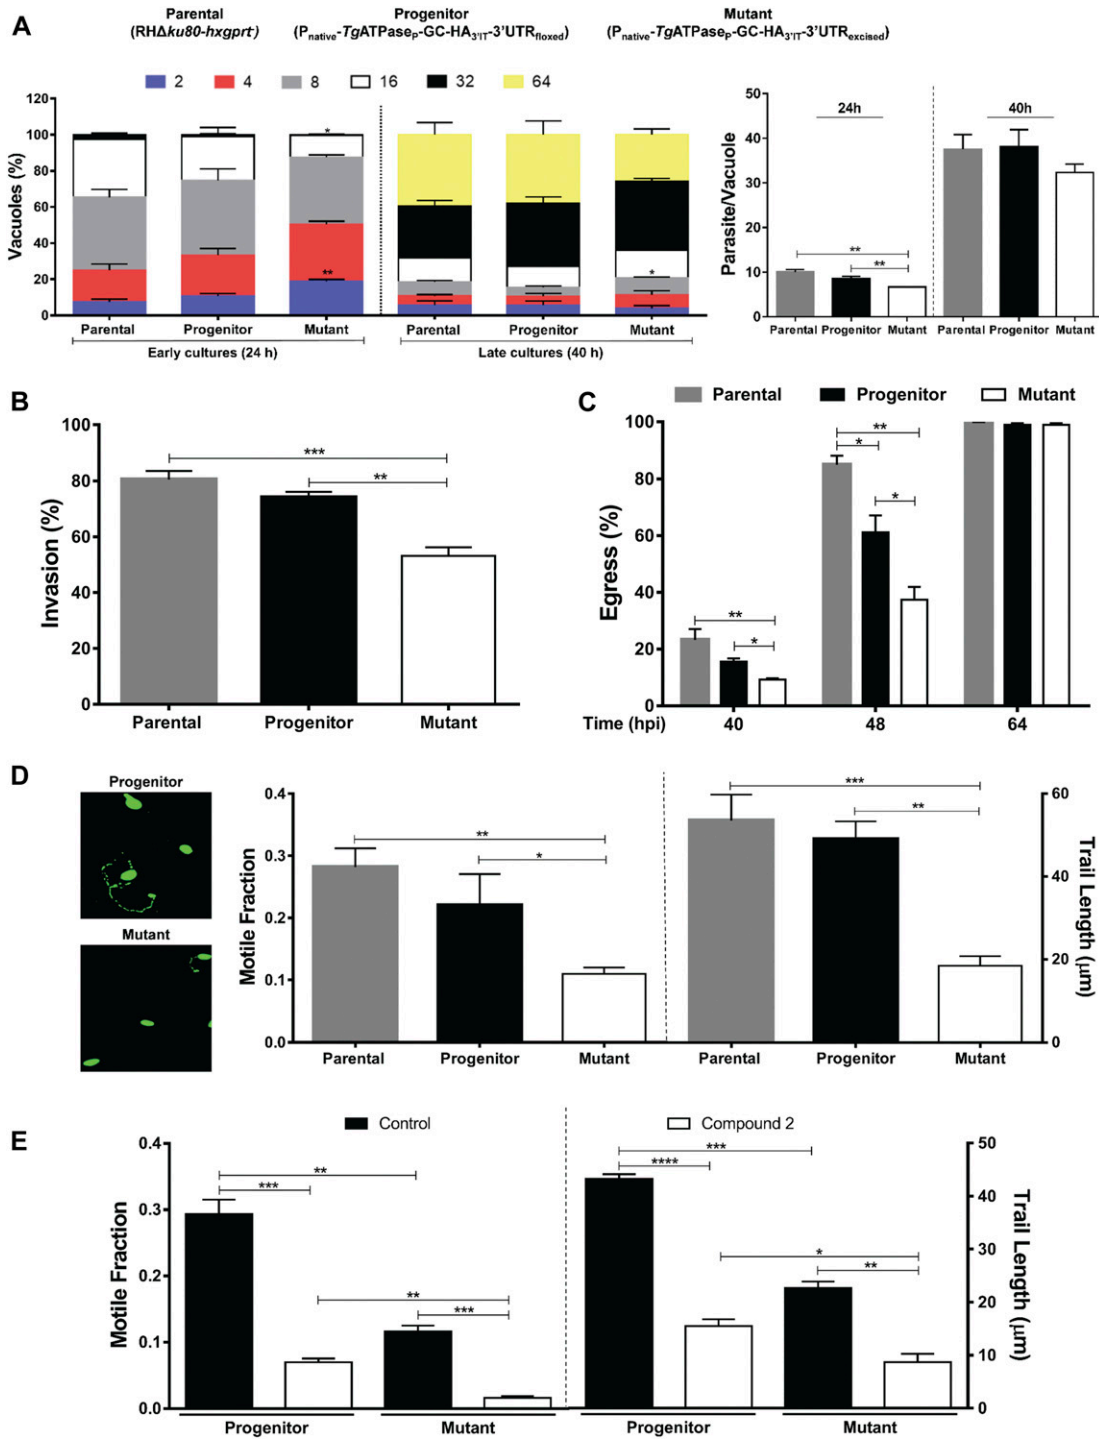 A
Parental
(RHΔku80-hxgprt-)
Progenitor
(Pnative-TgATPaseP-GC-HA3'IT-3'UTRfloxed)
Mutant
(Pnative-TgATPaseP-GC-HA3'IT-3'UTRexcised)
2 4 8 16 32 64
Vacuoles (%)
120
100
80
60
40
20
0
*
**
*
Parental Progenitor Mutant Parental Progenitor Mutant
Early cultures (24 h) Late cultures (40 h)
Parasite/Vacuole
50
40
30
20
10
0
24h 40h
**
**
Parental Progenitor Mutant Parental Progenitor Mutant
B
Invasion (%)
100
80
60
40
20
0
***
**
Parental Progenitor Mutant
C
Parental Progenitor Mutant
Egress (%)
100
80
60
40
20
0
**
*
*
**
*
Time (hpi) 40 48 64
D
Progenitor
Mutant
Motile Fraction
0.4
0.3
0.2
0.1
0.0
**
*
***
**
60
40
20
0
Trail Length (μm)
Parental Progenitor Mutant Parental Progenitor Mutant
E
Control Compound 2
Motile Fraction
0.4
0.3
0.2
0.1
0.0
**
***
**
***
***
****
*
**
50
40
30
20
10
0
Trail Length (μm)
Progenitor Mutant Progenitor Mutant